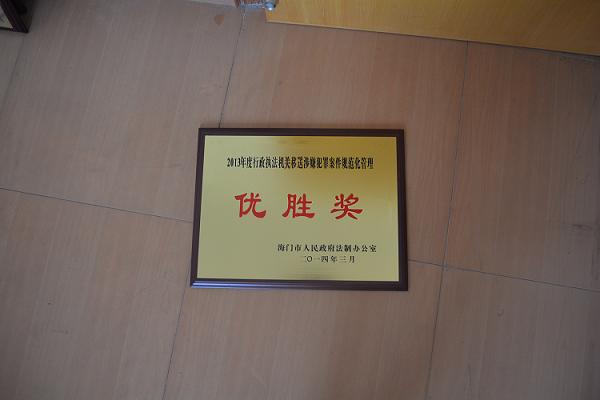 2013年度行政执法机关移送涉嫌犯罪案件规范化管理
优胜奖
海门市人民政府法制办公室
二〇一四年三月